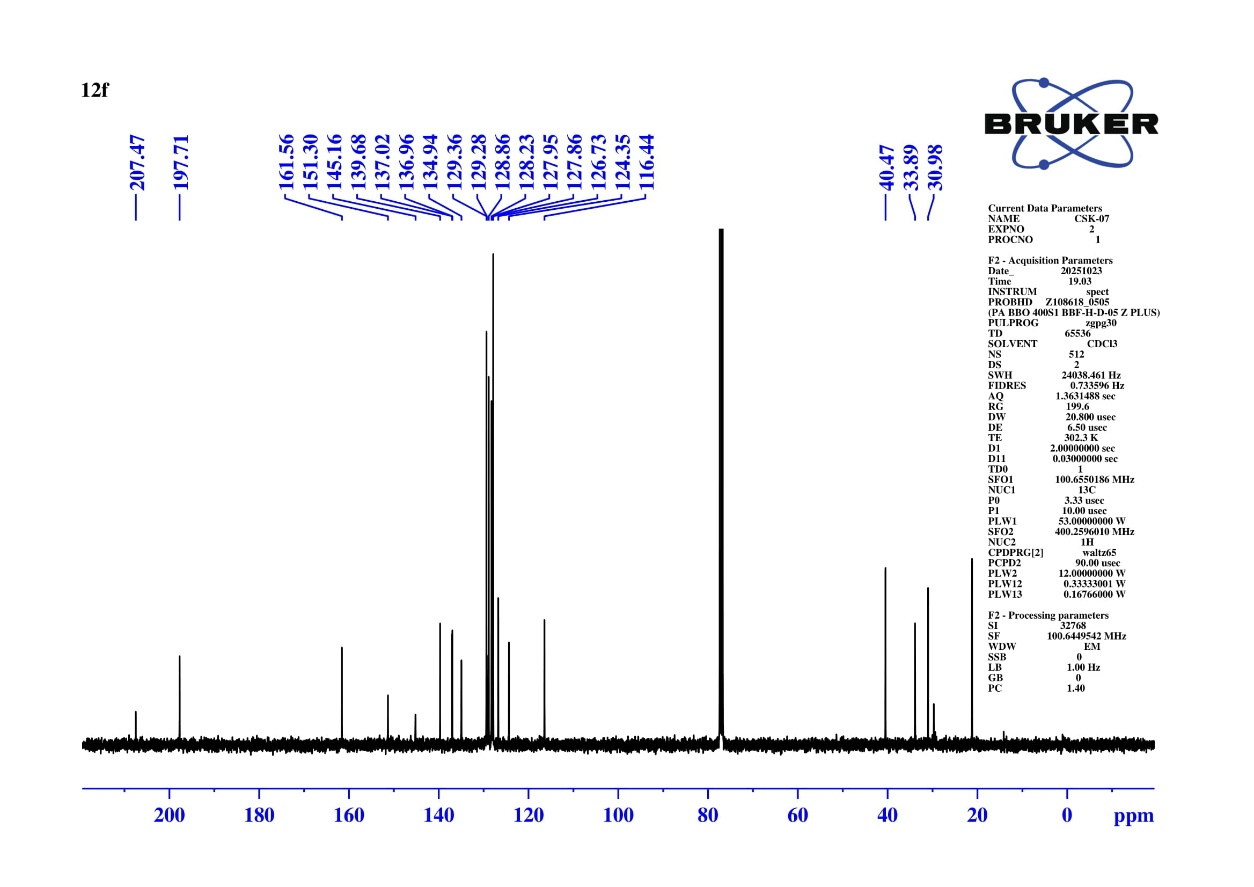 12f
BRUKER
207.47
197.71
161.56
151.30
145.16
139.68
137.02
136.96
134.94
129.36
129.28
128.86
128.23
127.95
127.86
126.73
124.35
116.44
40.47
33.89
30.98
Current Data Parameters
NAME CSK-07
EXPNO 2
PROCNO 1
F2 - Acquisition Parameters
Date_ 20251023
Time 19.03
INSTRUM spect
PROBHD Z108618_0505
(PA BBO 400S1 BBF-H-D-05 Z PLUS)
PULPROG zgpg30
TD 65536
SOLVENT CDCl3
NS 512
DS 2
SWH 24038.461 Hz
FIDRES 0.733596 Hz
AQ 1.3631488 sec
RG 199.6
DW 20.800 usec
DE 6.50 usec
TE 302.3 K
D1 2.00000000 sec
D11 0.03000000 sec
TD0 1
SFO1 100.6550186 MHz
NUC1 13C
P0 3.33 usec
P1 10.00 usec
PLW1 53.00000000 W
SFO2 400.2596010 MHz
NUC2 1H
CPDPRG[2] waltz65
PCPD2 90.00 usec
PLW2 12.00000000 W
PLW12 0.33333001 W
PLW13 0.16766000 W
F2 - Processing parameters
SI 32768
SF 100.6449542 MHz
WDW EM
SSB 0
LB 1.00 Hz
GB 0
PC 1.40
200 180 160 140 120 100 80 60 40 20 0 ppm